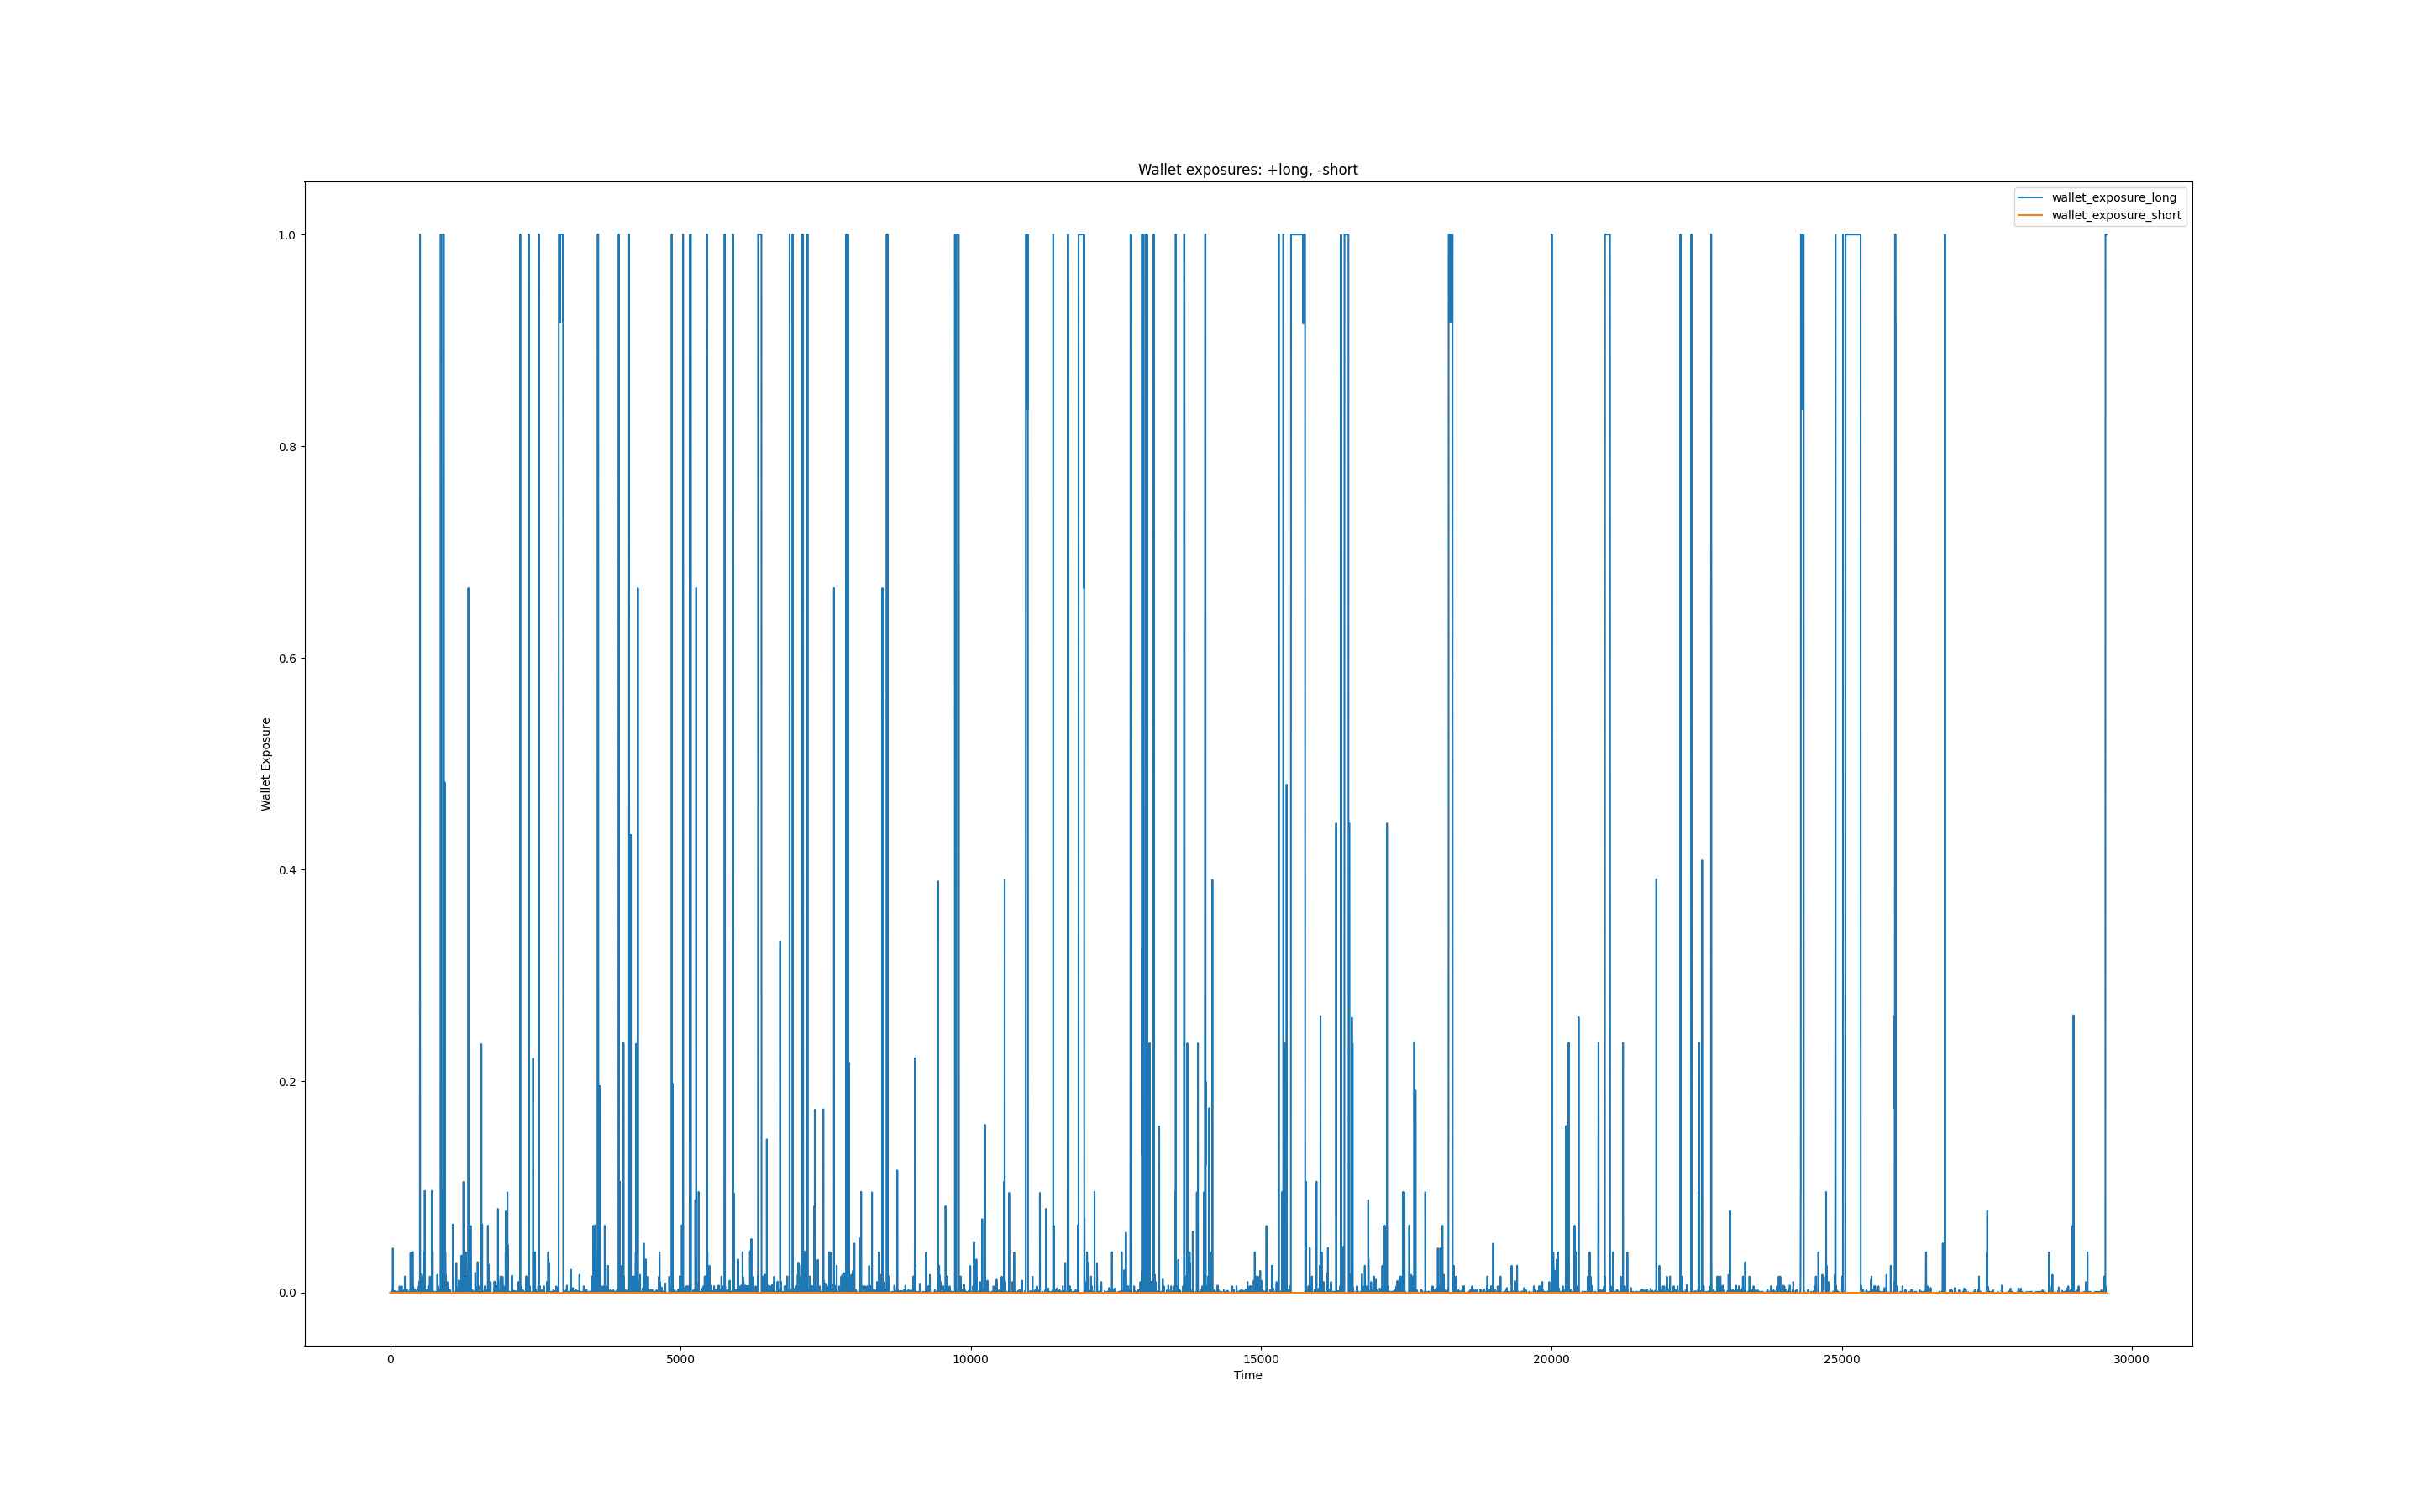 Wallet exposures: +long, -short
wallet_exposure_long
wallet_exposure_short
1.0
0.8
0.6
0.4
0.2
0.0
Wallet Exposure
0 5000 10000 15000 20000 25000 30000
Time